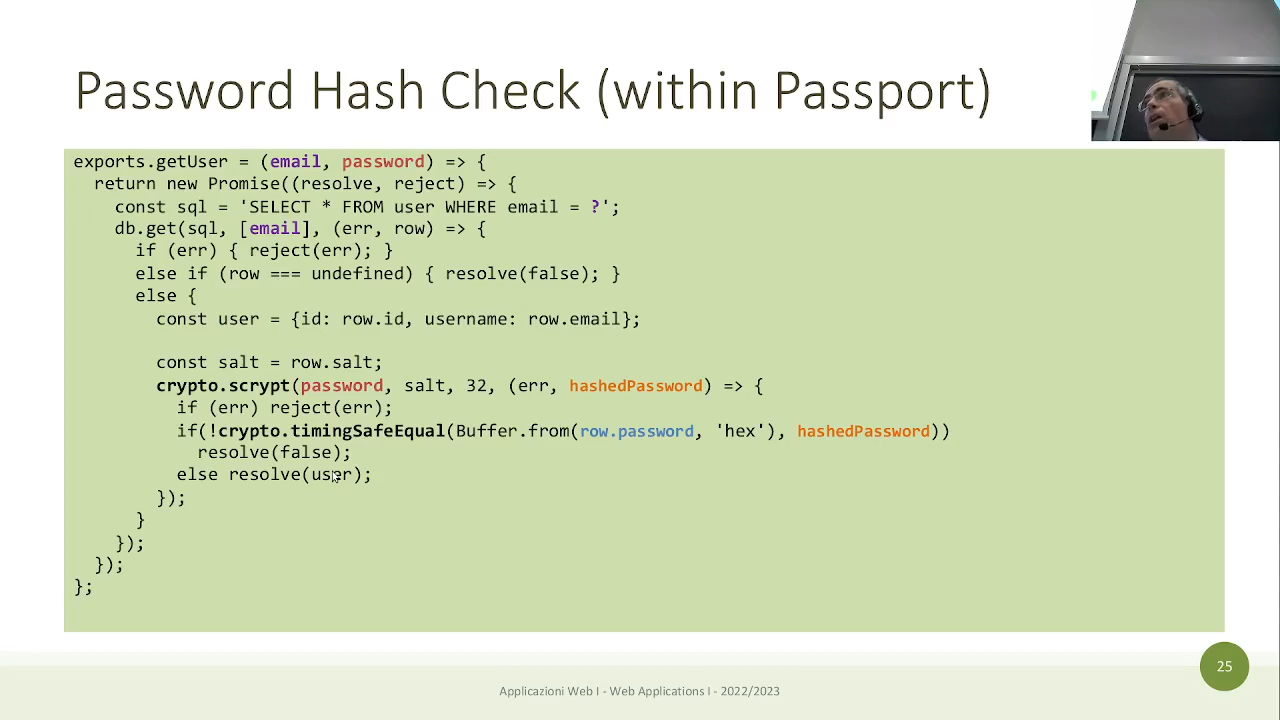 Password Hash Check (within Passport)
exports.getUser = (email, password) => {
  return new Promise((resolve, reject) => {
    const sql = 'SELECT * FROM user WHERE email = ?';
    db.get(sql, [email], (err, row) => {
      if (err) { reject(err); }
      else if (row === undefined) { resolve(false); }
      else {
        const user = {id: row.id, username: row.email};
        const salt = row.salt;
        crypto.scrypt(password, salt, 32, (err, hashedPassword) => {
          if (err) reject(err);
          if(!crypto.timingSafeEqual(Buffer.from(row.password, 'hex'), hashedPassword))
            resolve(false);
          else resolve(user);
        });
      }
    });
  });
};
25
Applicazioni Web I - Web Applications I - 2022/2023